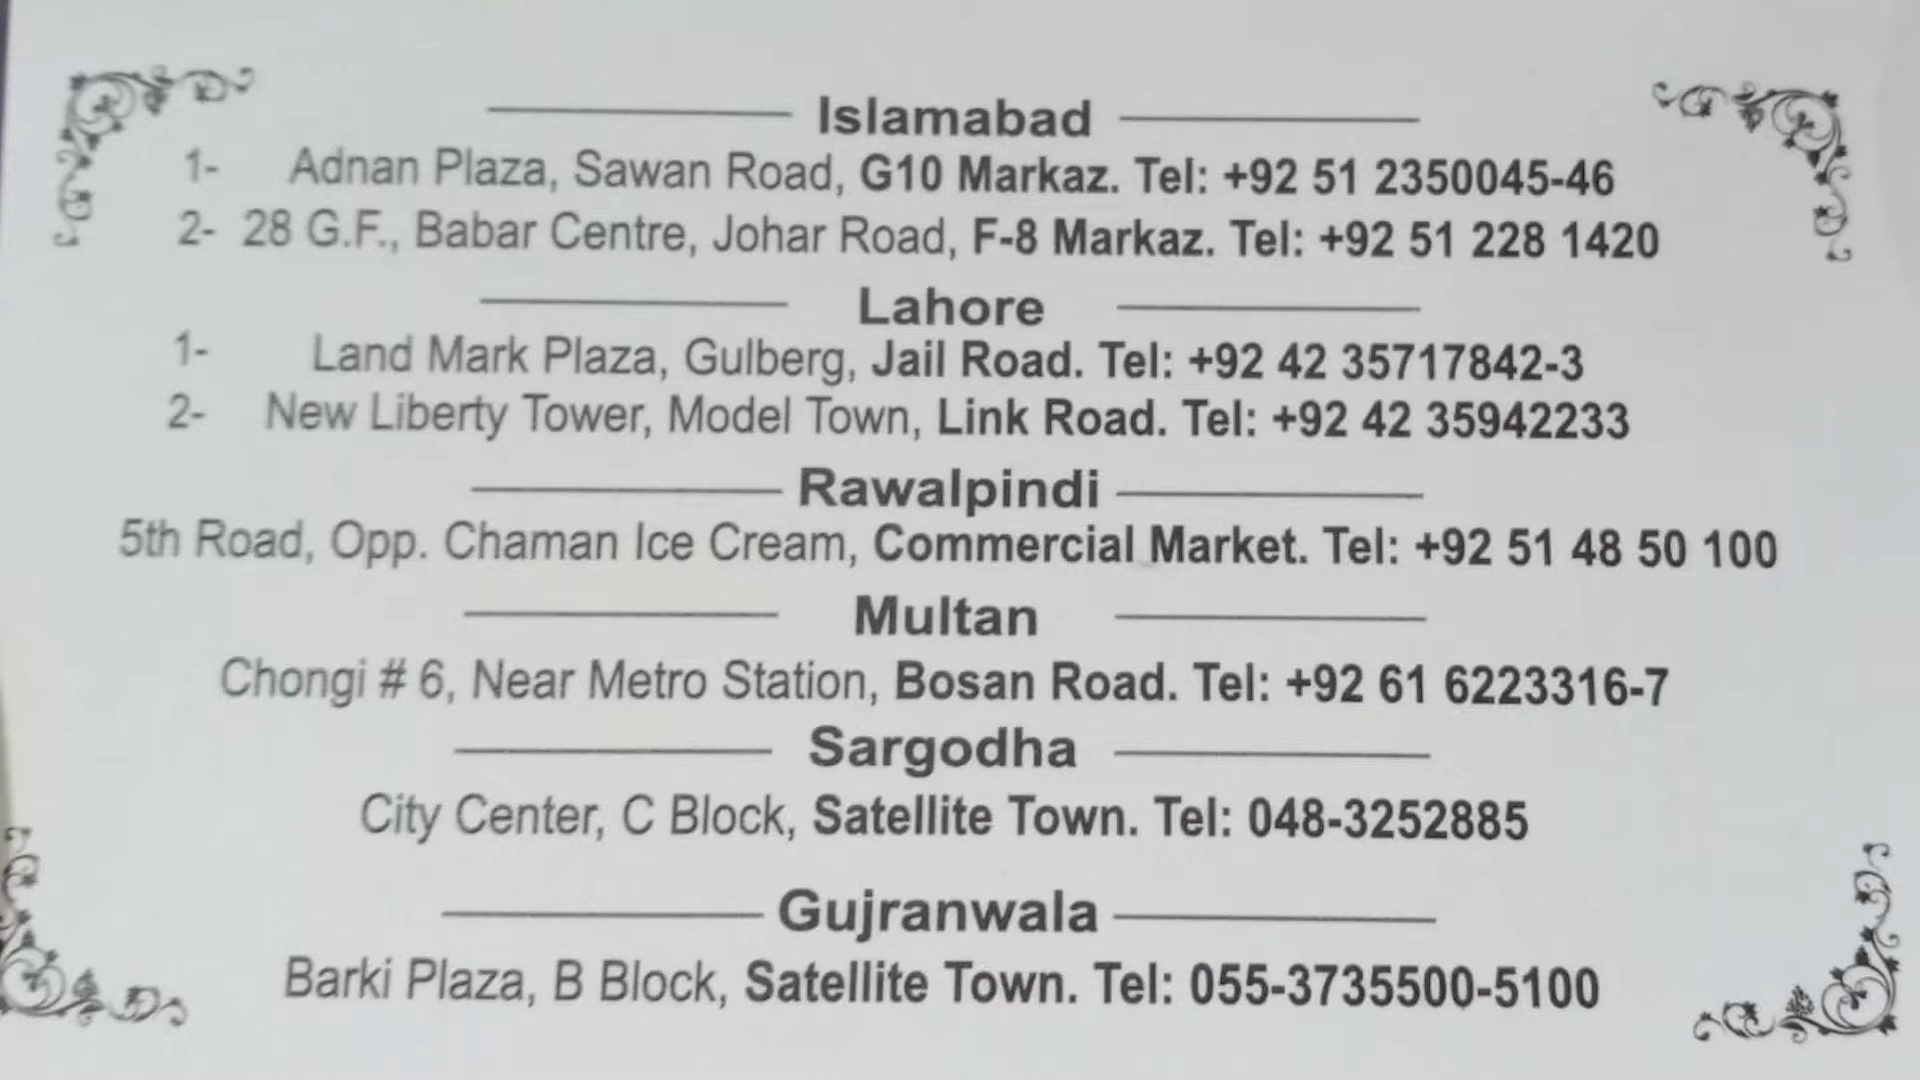 Islamabad
1- Adnan Plaza, Sawan Road, G10 Markaz. Tel: +92 51 2350045-46
2- 28 G.F., Babar Centre, Johar Road, F-8 Markaz. Tel: +92 51 228 1420
Lahore
1- Land Mark Plaza, Gulberg, Jail Road. Tel: +92 42 35717842-3
2- New Liberty Tower, Model Town, Link Road. Tel: +92 42 35942233
Rawalpindi
5th Road, Opp. Chaman Ice Cream, Commercial Market. Tel: +92 51 48 50 100
Multan
Chongi # 6, Near Metro Station, Bosan Road. Tel: +92 61 6223316-7
Sargodha
City Center, C Block, Satellite Town. Tel: 048-3252885
Gujranwala
Barki Plaza, B Block, Satellite Town. Tel: 055-3735500-5100